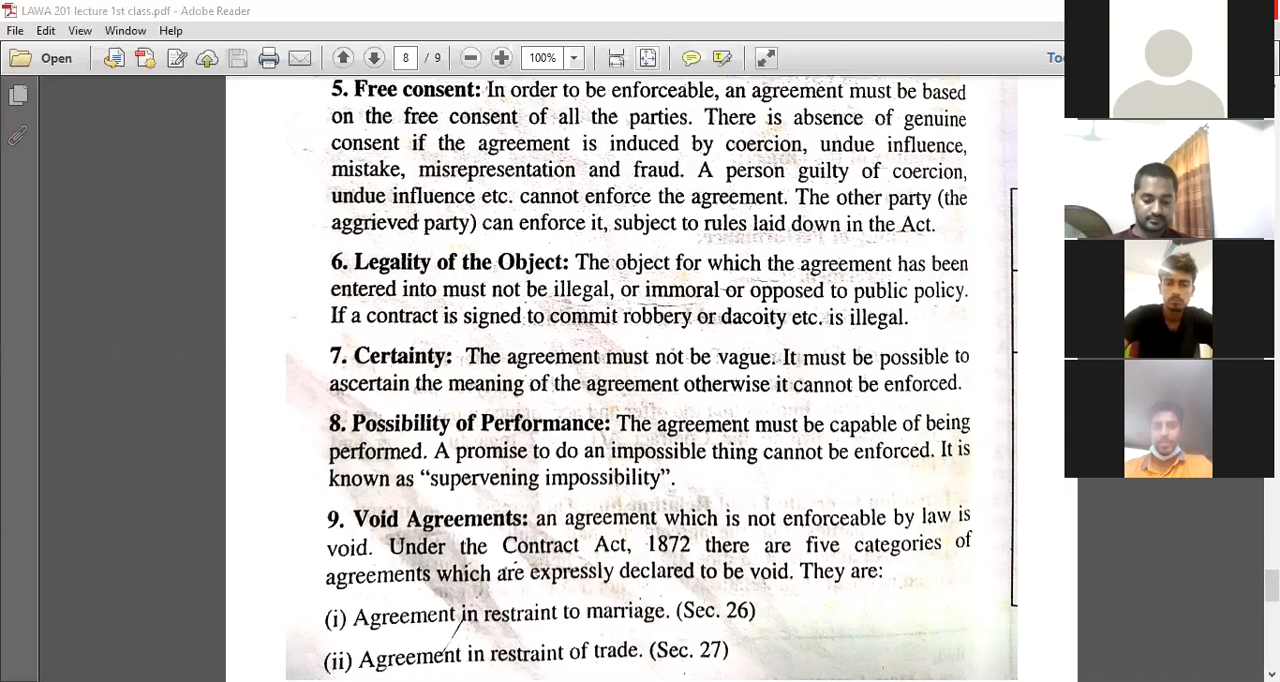 LAWA 201 lecture 1st class.pdf - Adobe Reader
File Edit View Window Help
Open 8 / 9 100% To
5. Free consent: In order to be enforceable, an agreement must be based
on the free consent of all the parties. There is absence of genuine
consent if the agreement is induced by coercion, undue influence,
mistake, misrepresentation and fraud. A person guilty of coercion,
undue influence etc. cannot enforce the agreement. The other party (the
aggrieved party) can enforce it, subject to rules laid down in the Act.
6. Legality of the Object: The object for which the agreement has been
entered into must not be illegal, or immoral or opposed to public policy.
If a contract is signed to commit robbery or dacoity etc. is illegal.
7. Certainty: The agreement must not be vague. It must be possible to
ascertain the meaning of the agreement otherwise it cannot be enforced.
8. Possibility of Performance: The agreement must be capable of being
performed. A promise to do an impossible thing cannot be enforced. It is
known as “supervening impossibility”.
9. Void Agreements: an agreement which is not enforceable by law is
void. Under the Contract Act, 1872 there are five categories of
agreements which are expressly declared to be void. They are:
(i) Agreement in restraint to marriage. (Sec. 26)
(ii) Agreement in restraint of trade. (Sec. 27)